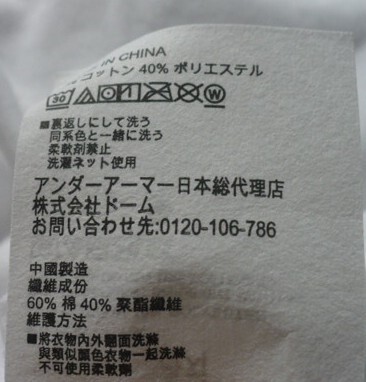 IN CHINA
コットン 40% ポリエステル
30 W
■裏返しにして洗う
同系色と一緒に洗う
柔軟剤禁止
洗濯ネット使用
アンダーアーマー日本総代理店
株式会社ドーム
お問い合わせ先:0120-106-786
中國製造
纖維成份
60% 棉 40% 聚酯纖維
維護方法
■將衣物內外翻面洗滌
與類似顏色衣物一起洗滌
不可使用柔軟劑